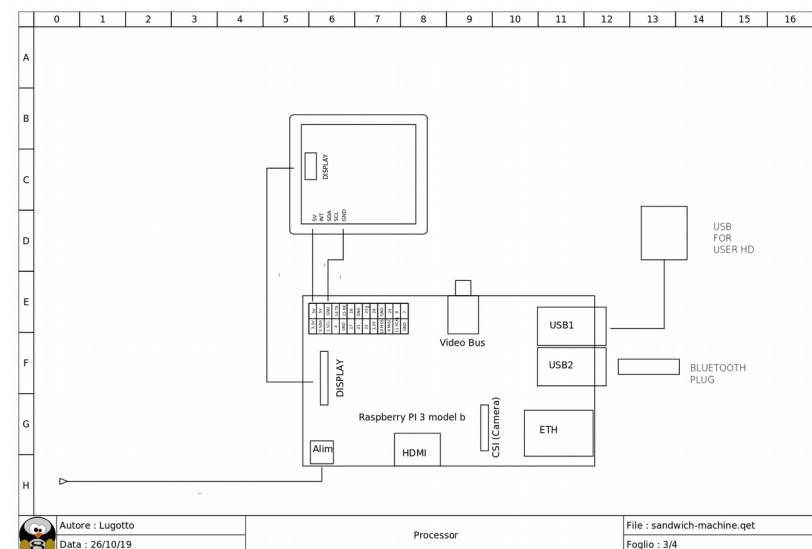 0 1 2 3 4 5 6 7 8 9 10 11 12 13 14 15 16
A
B
C
D
E
F
G
H
DISPLAY
5V
INT
SDA
SCL
GND
USB
FOR
USER HD
USB1
Video Bus
USB2
BLUETOOTH
PLUG
DISPLAY
Raspberry PI 3 model b
CSI (Camera)
ETH
Alim
HDMI
Autore : Lugotto
Data : 26/10/19
Processor
File : sandwich-machine.qet
Foglio : 3/4